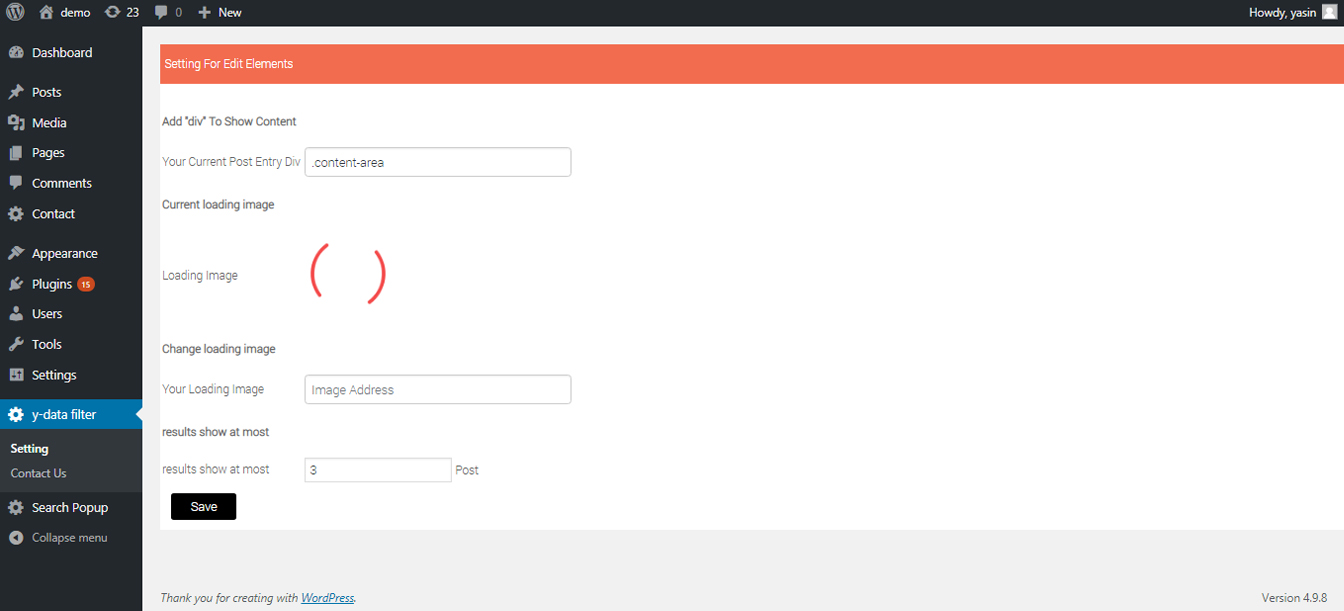 demo 23 0 New Howdy, yasin
Dashboard
Posts
Media
Pages
Comments
Contact
Appearance
Plugins 15
Users
Tools
Settings
y-data filter
Setting
Contact Us
Search Popup
Collapse menu
Setting For Edit Elements
Add "div" To Show Content
Your Current Post Entry Div .content-area
Current loading image
Loading Image
Change loading image
Your Loading Image Image Address
results show at most
results show at most 3 Post
Save
Thank you for creating with WordPress. Version 4.9.8